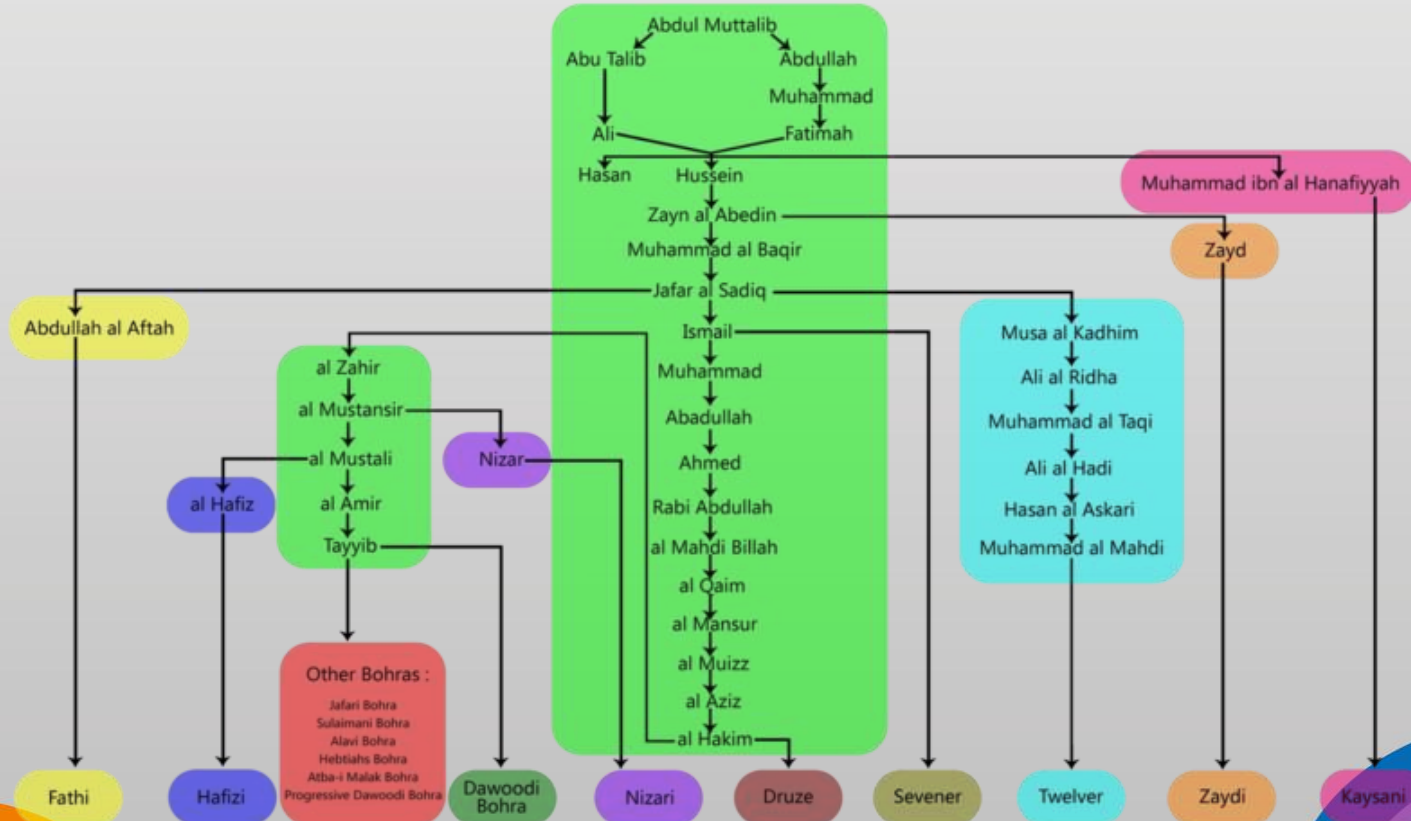 Abdul Muttalib
Abu Talib
Abdullah
Muhammad
Ali
Fatimah
Hasan
Hussein
Muhammad ibn al Hanafiyyah
Zayn al Abedin
Muhammad al Baqir
Zayd
Jafar al Sadiq
Abdullah al Aftah
Ismail
Musa al Kadhim
al Zahir
Muhammad
Ali al Ridha
al Mustansir
Abadullah
Muhammad al Taqi
al Mustali
Nizar
Ahmed
Ali al Hadi
al Hafiz
al Amir
Rabi Abdullah
Hasan al Askari
Tayyib
al Mahdi Billah
Muhammad al Mahdi
al Qaim
al Mansur
al Muizz
al Aziz
al Hakim
Other Bohras :
Jafari Bohra
Sulaimani Bohra
Alavi Bohra
Hebtiahs Bohra
Atba-i Malak Bohra
Progressive Dawoodi Bohra
Fathi
Hafizi
Dawoodi
Bohra
Nizari
Druze
Sevener
Twelver
Zaydi
Kaysani